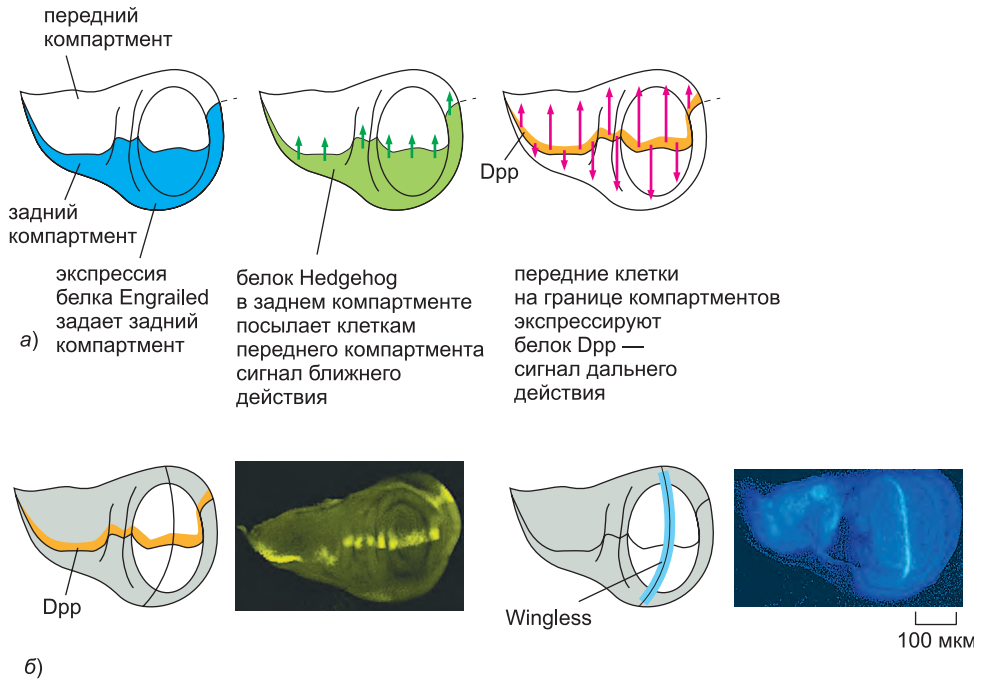 передний
компартмент
задний
компартмент
экспрессия
белка Engrailed
задает задний
компартмент
а)
белок Hedgehog
в заднем компартменте
посылает клеткам
переднего компартмента
сигнал ближнего
действия
Dpp
передние клетки
на границе компартментов
экспрессируют
белок Dpp —
сигнал дальнего
действия
Dpp
Wingless
100 мкм
б)